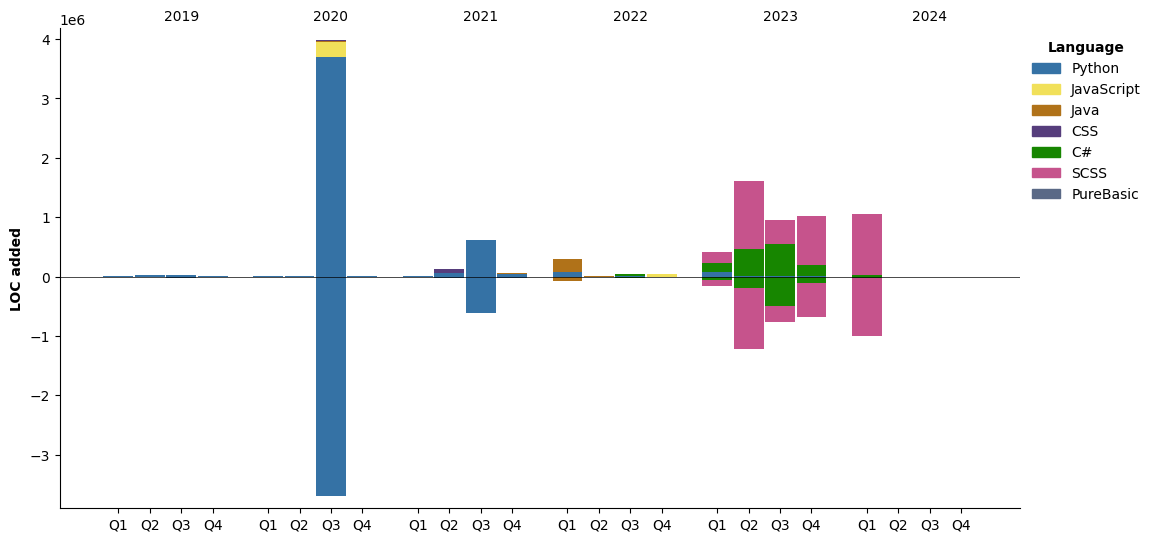 1e6
2019 2020 2021 2022 2023 2024
4
3
2
1
0
−1
−2
−3
LOC added
Q1 Q2 Q3 Q4 Q1 Q2 Q3 Q4 Q1 Q2 Q3 Q4 Q1 Q2 Q3 Q4 Q1 Q2 Q3 Q4 Q1 Q2 Q3 Q4
Language
Python
JavaScript
Java
CSS
C#
SCSS
PureBasic